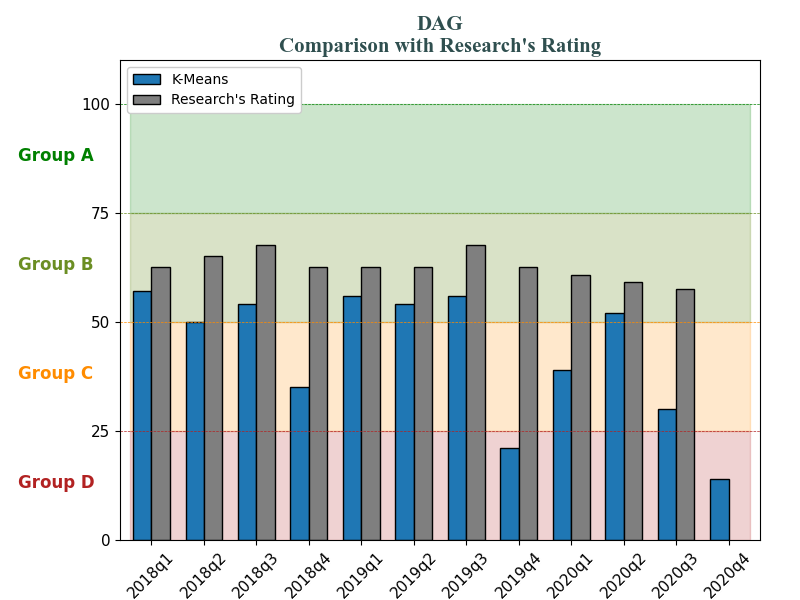 DAG
Comparison with Research's Rating
K-Means
Research's Rating
100
Group A
75
Group B
50
Group C
25
Group D
0
2018q1
2018q2
2018q3
2018q4
2019q1
2019q2
2019q3
2019q4
2020q1
2020q2
2020q3
2020q4